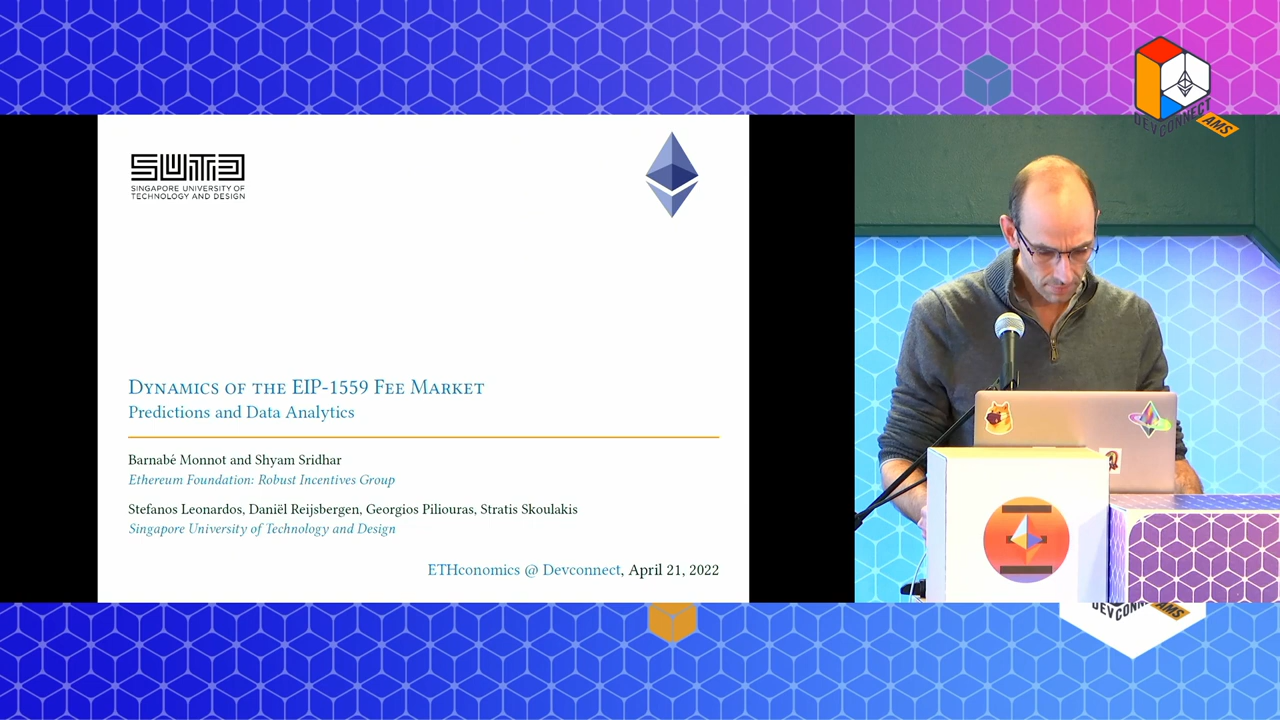 DEVCONNECT
AMS
SUTD
SINGAPORE UNIVERSITY OF
TECHNOLOGY AND DESIGN
DYNAMICS OF THE EIP-1559 FEE MARKET
Predictions and Data Analytics
Barnabé Monnot and Shyam Sridhar
Ethereum Foundation: Robust Incentives Group
Stefanos Leonardos, Daniël Reijsbergen, Georgios Piliouras, Stratis Skoulakis
Singapore University of Technology and Design
ETHconomics @ Devconnect, April 21, 2022
DEVCONN
AMS